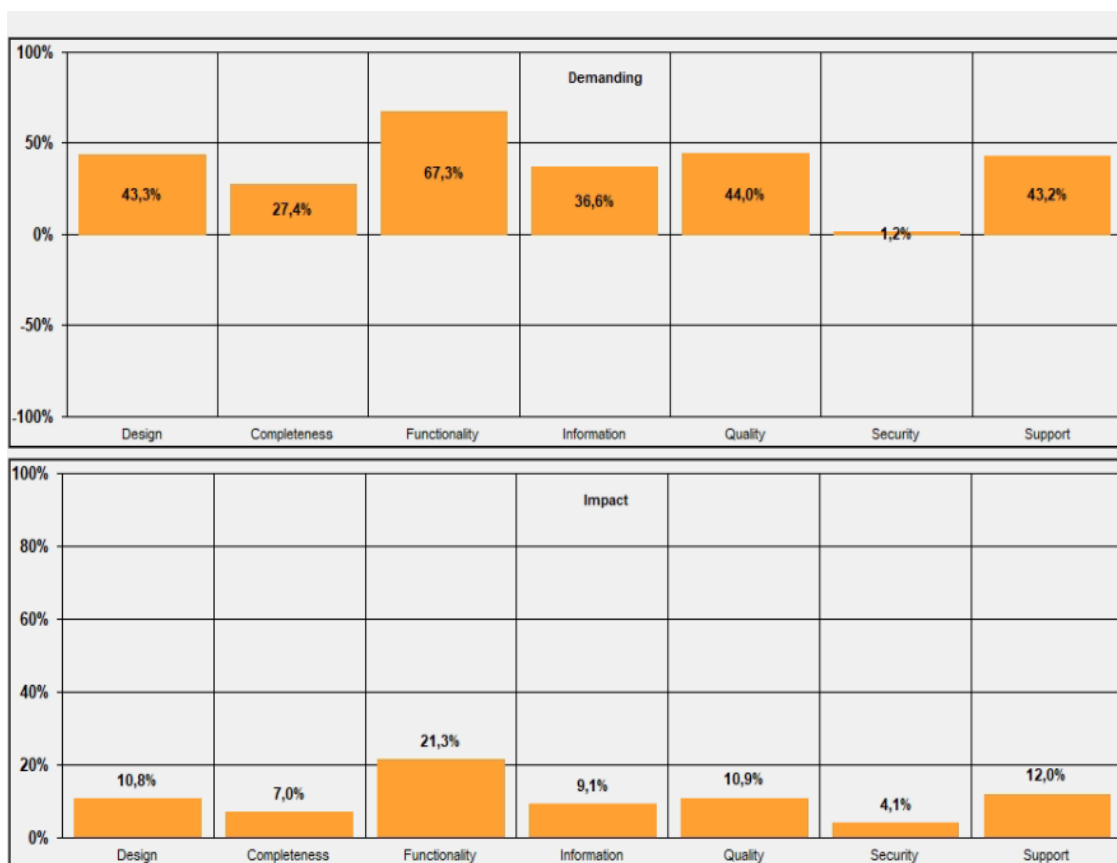 100%
Demanding
50%
67,3%
43,3% 27,4% 36,6% 44,0% 1,2% 43,2%
0%
-50%
-100%
Design Completeness Functionality Information Quality Security Support
100%
Impact
80%
60%
40%
21,3%
20%
10,8% 7,0% 9,1% 10,9% 4,1% 12,0%
0%
Design Completeness Functionality Information Quality Security Support